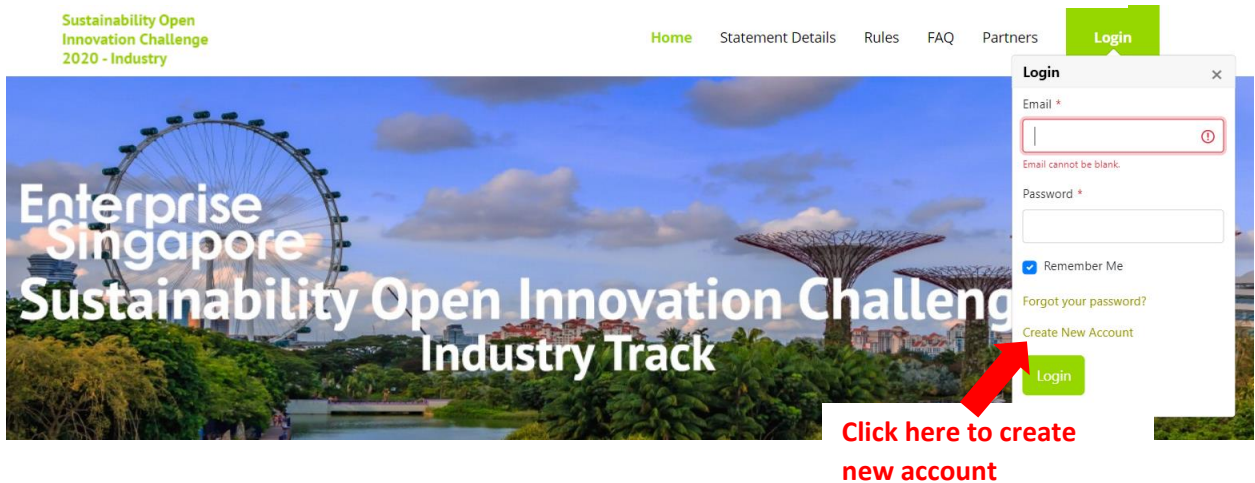 Sustainability Open
Innovation Challenge
2020 - Industry
Home Statement Details Rules FAQ Partners Login
Login ×
Email *
Email cannot be blank.
Password *
Remember Me
Forgot your password?
Create New Account
Login
Enterprise
Singapore
Sustainability Open Innovation Challeng
Industry Track
Click here to create
new account